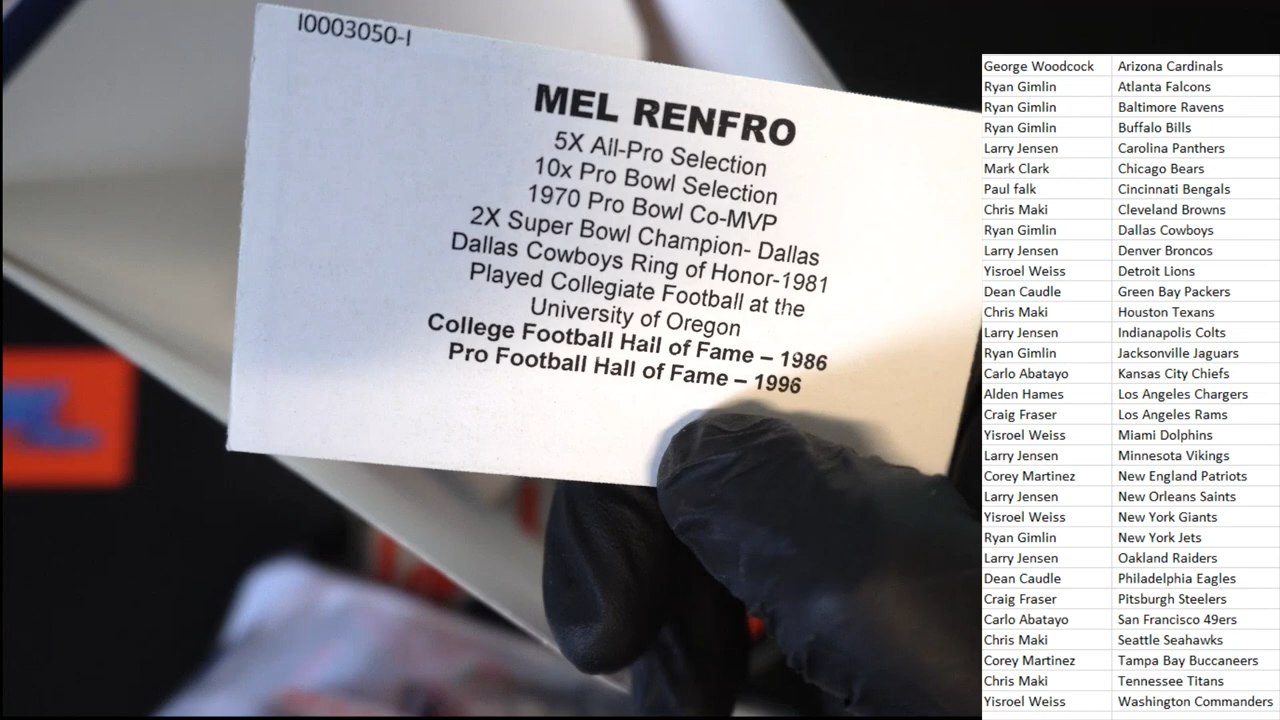 I0003050-I
MEL RENFRO
5X All-Pro Selection
10x Pro Bowl Selection
1970 Pro Bowl Co-MVP
2X Super Bowl Champion- Dallas
Dallas Cowboys Ring of Honor-1981
Played Collegiate Football at the
University of Oregon
College Football Hall of Fame – 1986
Pro Football Hall of Fame – 1996
George Woodcock Arizona Cardinals
Ryan Gimlin Atlanta Falcons
Ryan Gimlin Baltimore Ravens
Ryan Gimlin Buffalo Bills
Larry Jensen Carolina Panthers
Mark Clark Chicago Bears
Paul falk Cincinnati Bengals
Chris Maki Cleveland Browns
Ryan Gimlin Dallas Cowboys
Larry Jensen Denver Broncos
Yisroel Weiss Detroit Lions
Dean Caudle Green Bay Packers
Chris Maki Houston Texans
Larry Jensen Indianapolis Colts
Ryan Gimlin Jacksonville Jaguars
Carlo Abatayo Kansas City Chiefs
Alden Hames Los Angeles Chargers
Craig Fraser Los Angeles Rams
Yisroel Weiss Miami Dolphins
Larry Jensen Minnesota Vikings
Corey Martinez New England Patriots
Larry Jensen New Orleans Saints
Yisroel Weiss New York Giants
Ryan Gimlin New York Jets
Larry Jensen Oakland Raiders
Dean Caudle Philadelphia Eagles
Craig Fraser Pitsburgh Steelers
Carlo Abatayo San Francisco 49ers
Chris Maki Seattle Seahawks
Corey Martinez Tampa Bay Buccaneers
Chris Maki Tennessee Titans
Yisroel Weiss Washington Commanders